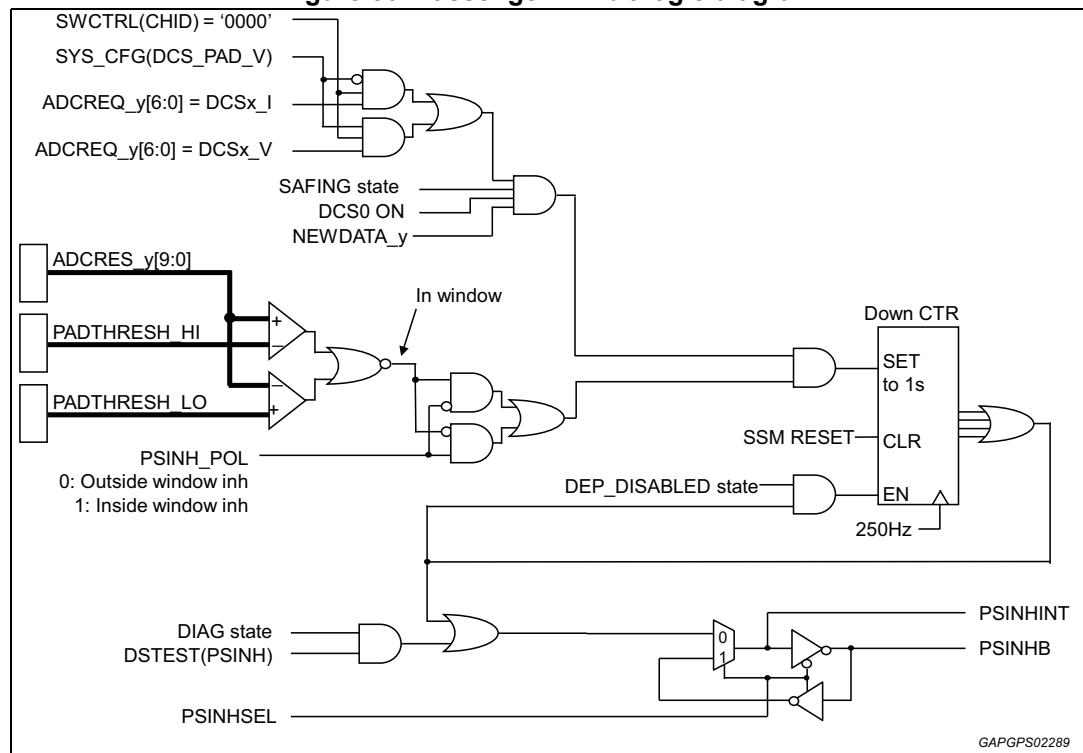 SWCTRL(CHID) = ‘0000’
SYS_CFG(DCS_PAD_V)
ADCREQ_y[6:0] = DCSx_I
ADCREQ_y[6:0] = DCSx_V
SAFING state
DCS0 ON
NEWDATA_y
ADCRES_y[9:0]
In window
PADTHRESH_HI
PADTHRESH_LO
+
−
−
+
Down CTR
SET
to 1s
SSM RESET
CLR
PSINH_POL
0: Outside window inh
1: Inside window inh
DEP_DISABLED state
EN
250Hz
DIAG state
DSTEST(PSINH)
0
1
PSINHINT
PSINHB
PSINHSEL
GAPGPS02289